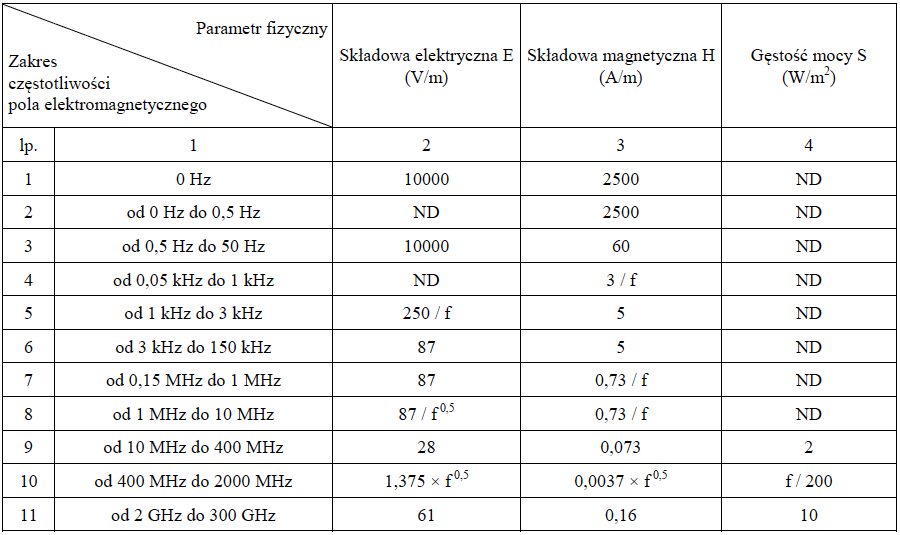 Parametr fizyczny
Zakres
częstotliwości
pola elektromagnetycznego
Składowa elektryczna E
(V/m)
Składowa magnetyczna H
(A/m)
Gęstość mocy S
(W/m²)
lp. 1 2 3 4
1 0 Hz 10000 2500 ND
2 od 0 Hz do 0,5 Hz ND 2500 ND
3 od 0,5 Hz do 50 Hz 10000 60 ND
4 od 0,05 kHz do 1 kHz ND 3 / f ND
5 od 1 kHz do 3 kHz 250 / f 5 ND
6 od 3 kHz do 150 kHz 87 5 ND
7 od 0,15 MHz do 1 MHz 87 0,73 / f ND
8 od 1 MHz do 10 MHz 87 / f^0,5 0,73 / f ND
9 od 10 MHz do 400 MHz 28 0,073 2
10 od 400 MHz do 2000 MHz 1,375 × f^0,5 0,0037 × f^0,5 f / 200
11 od 2 GHz do 300 GHz 61 0,16 10